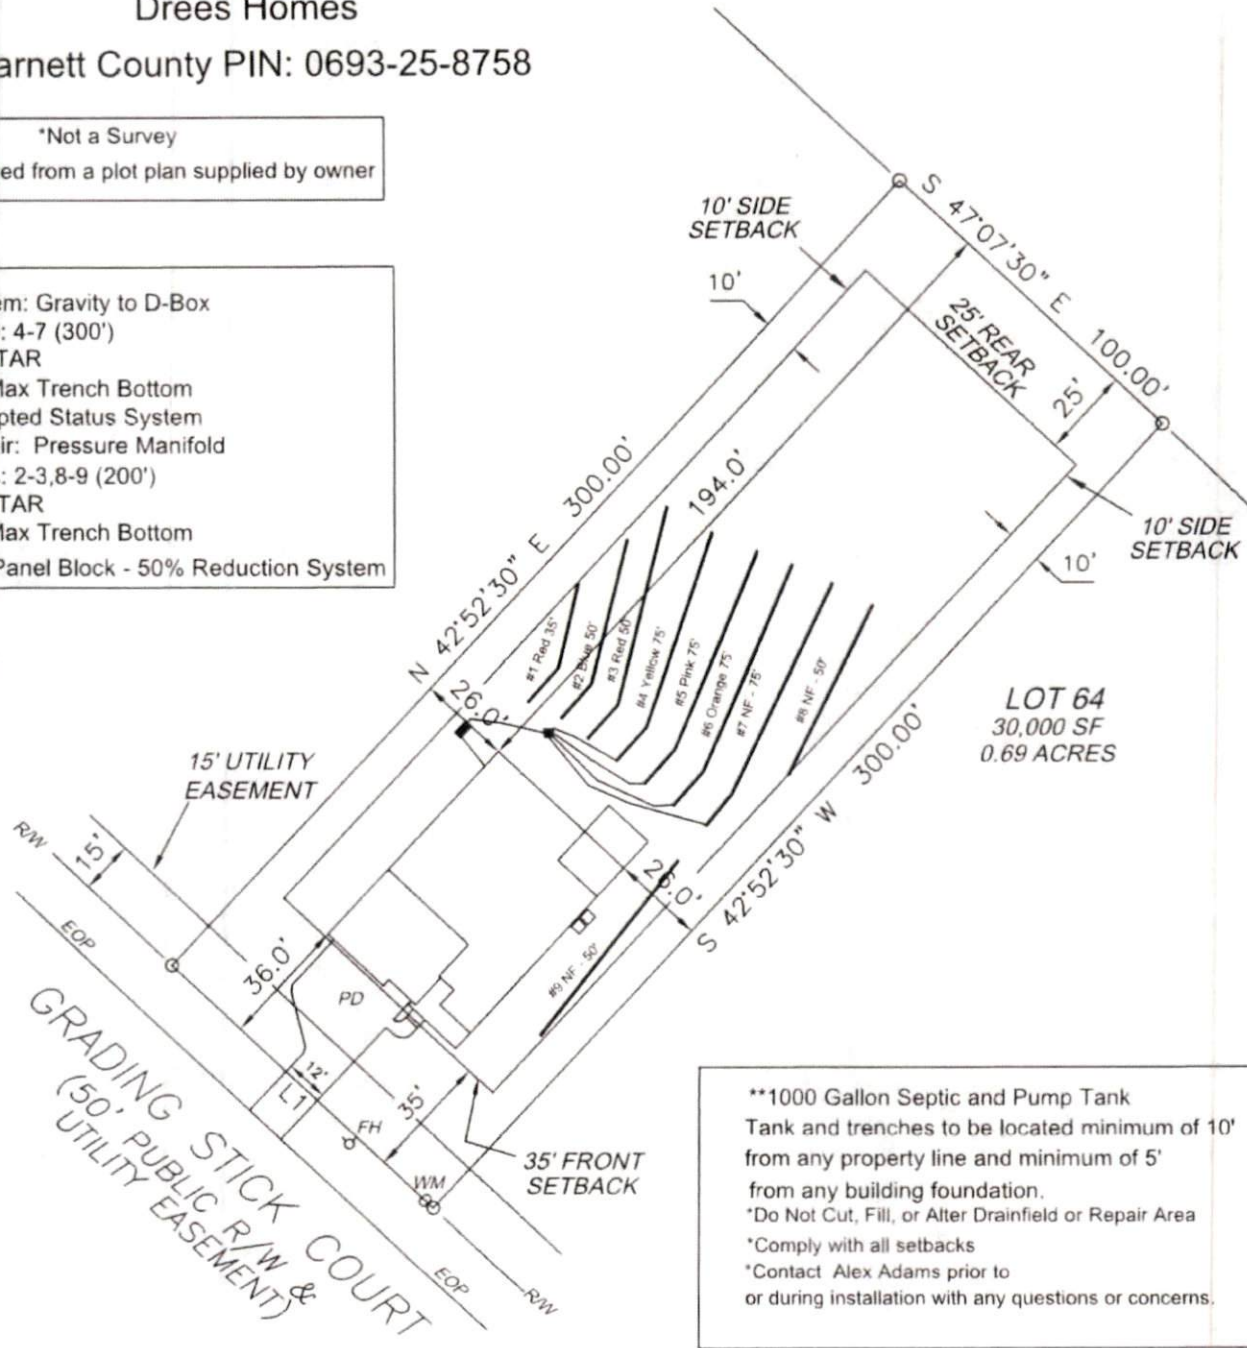 Drees Homes
arnett County PIN: 0693-25-8758
*Not a Survey
ed from a plot plan supplied by owner
em: Gravity to D-Box
: 4-7 (300')
TAR
Max Trench Bottom
pted Status System
ir: Pressure Manifold
: 2-3,8-9 (200')
TAR
Max Trench Bottom
Panel Block - 50% Reduction System
S 47°07'30" E 100.00'
10' SIDE
SETBACK
10'
25' REAR
SETBACK
25'
N 42°52'30" E 300.00'
194.0'
10' SIDE
SETBACK
10'
#1 Red 35'
#2 Blue 50'
#3 Red 50'
#4 Yellow 75'
#5 Pink 75'
#6 Orange 75'
#7 NF - 75'
#8 NF - 50'
26.0'
LOT 64
30,000 SF
0.69 ACRES
15' UTILITY
EASEMENT
S 42°52'30" W 300.00'
R/W
15'
EOP
26.0'
#9 NF - 50'
36.0'
PD
12'
L1
35'
FH
WM
35' FRONT
SETBACK
GRADING STICK COURT
(50' PUBLIC R/W &
UTILITY EASEMENT)
EOP
R/W
**1000 Gallon Septic and Pump Tank
Tank and trenches to be located minimum of 10'
from any property line and minimum of 5'
from any building foundation.
*Do Not Cut, Fill, or Alter Drainfield or Repair Area
*Comply with all setbacks
*Contact Alex Adams prior to
or during installation with any questions or concerns.